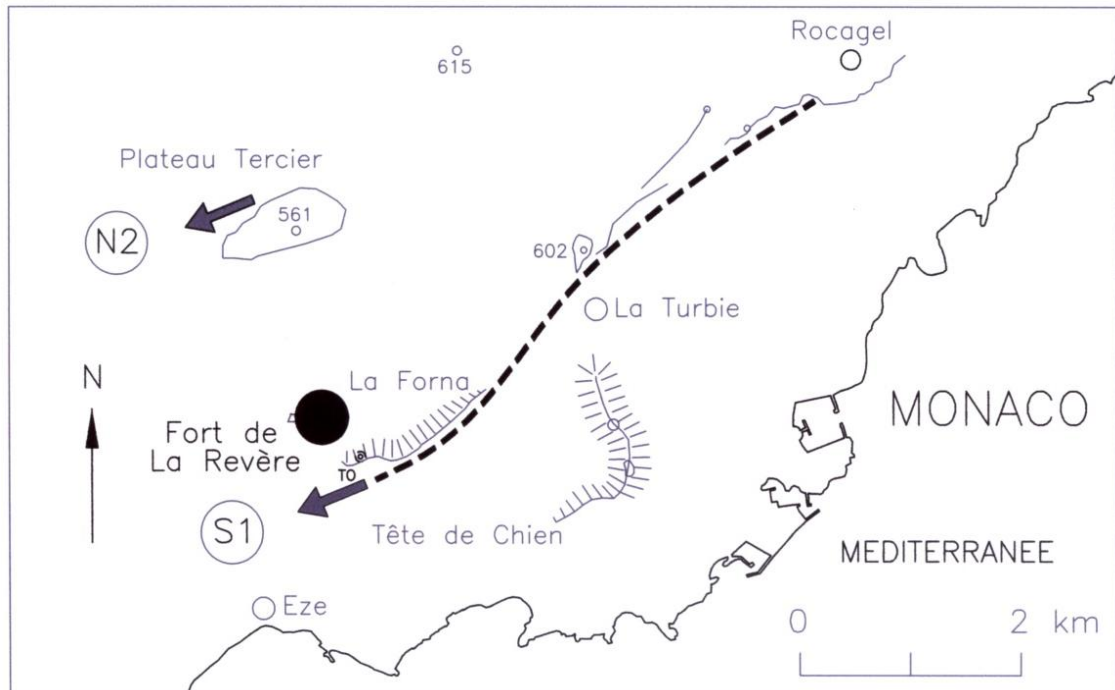 Rocagel
615
Plateau Tercier
561
N2
602
La Turbie
N
La Forna
MONACO
Fort de
La Revère
TO
S1
Tête de Chien
MEDITERRANEE
Eze
0 2 km